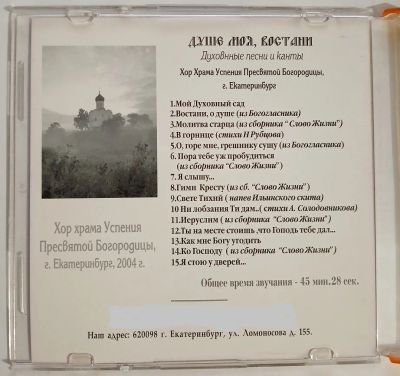 ДУШЕ МОЯ, ВОСТАНИ
Духовные песни и канты
Хор Храма Успения Пресвятой Богородицы,
г. Екатеринбург
1.Мой Духовный сад
2.Востани, о душе (из Богогласника)
3.Молитва старца (из сборника "Слово Жизни")
4.В горнице (стихи Н Рубцова)
5.О, горе мне, грешнику сущу (из Богогласника)
6. Пора тебе уж пробудиться
(из сборника "Слово Жизни")
7. Я слышу...
8.Гимн Кресту (из сб. "Слово Жизни")
9.Свете Тихий ( напев Ильинского скита)
10 Ни лобзания Ти дам..( стихи А. Солодовникова)
11.Иеруслим ( из сборника "Слово Жизни")
12.Ты на месте стоишь ,что Гоподь тебе дал...
13.Как мне Богу угодить
14.Ко Господу ( из сборника "Слово Жизни")
15.Я стою у дверей...
Общее время звучания - 45 мин.28 сек.
Хор храма Успения
Пресвятой Богородицы,
г. Екатеринбург, 2004 г.
Наш адрес: 620098 г. Екатеринбург, ул. Ломоносова д. 155.